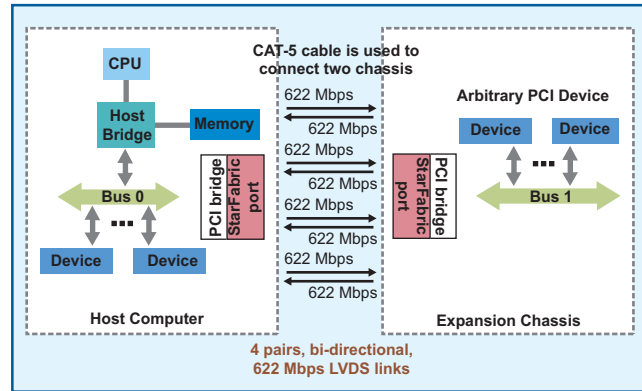 CAT-5 cable is used to
connect two chassis
CPU
Host
Bridge
Memory
Bus 0
Device
Device
PCI bridge
StarFabric
port
Host Computer
622 Mbps
622 Mbps
622 Mbps
622 Mbps
622 Mbps
622 Mbps
622 Mbps
622 Mbps
Arbitrary PCI Device
Device
Device
Bus 1
PCI bridge
StarFabric
port
Expansion Chassis
4 pairs, bi-directional,
622 Mbps LVDS links